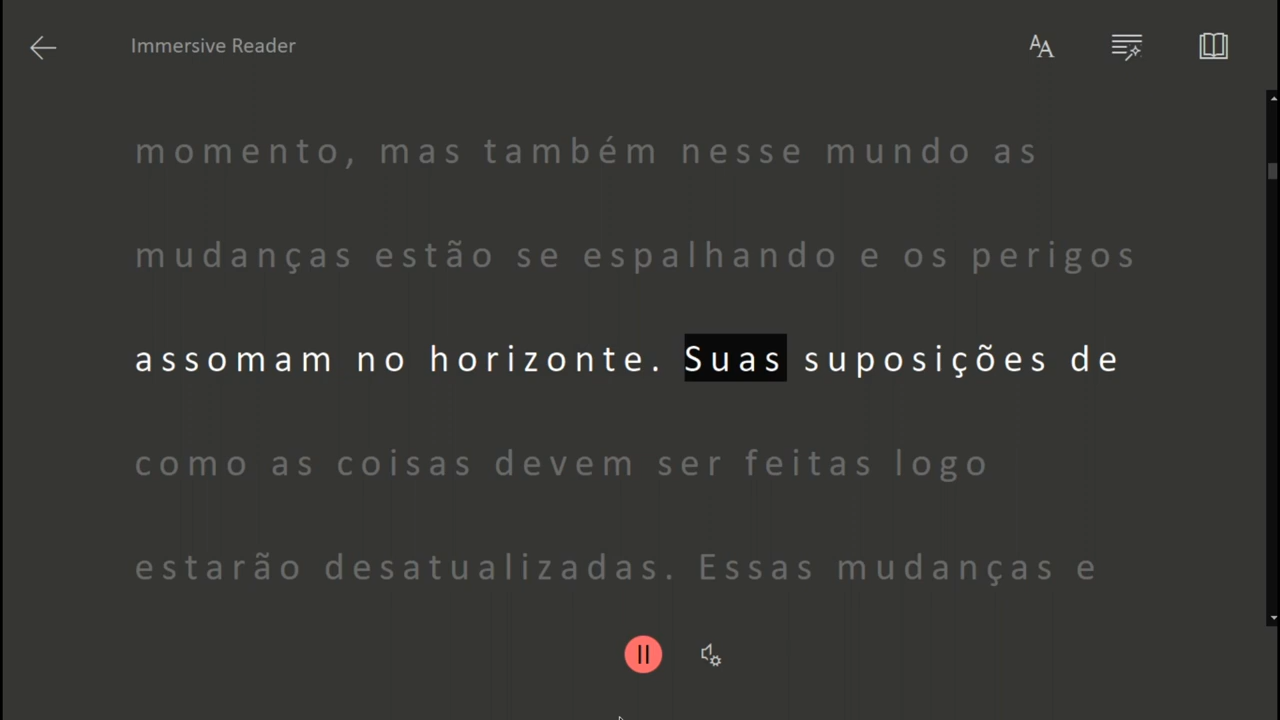 Immersive Reader
momento, mas também nesse mundo as
mudanças estão se espalhando e os perigos
assomam no horizonte. Suas suposições de
como as coisas devem ser feitas logo
estarão desatualizadas. Essas mudanças e